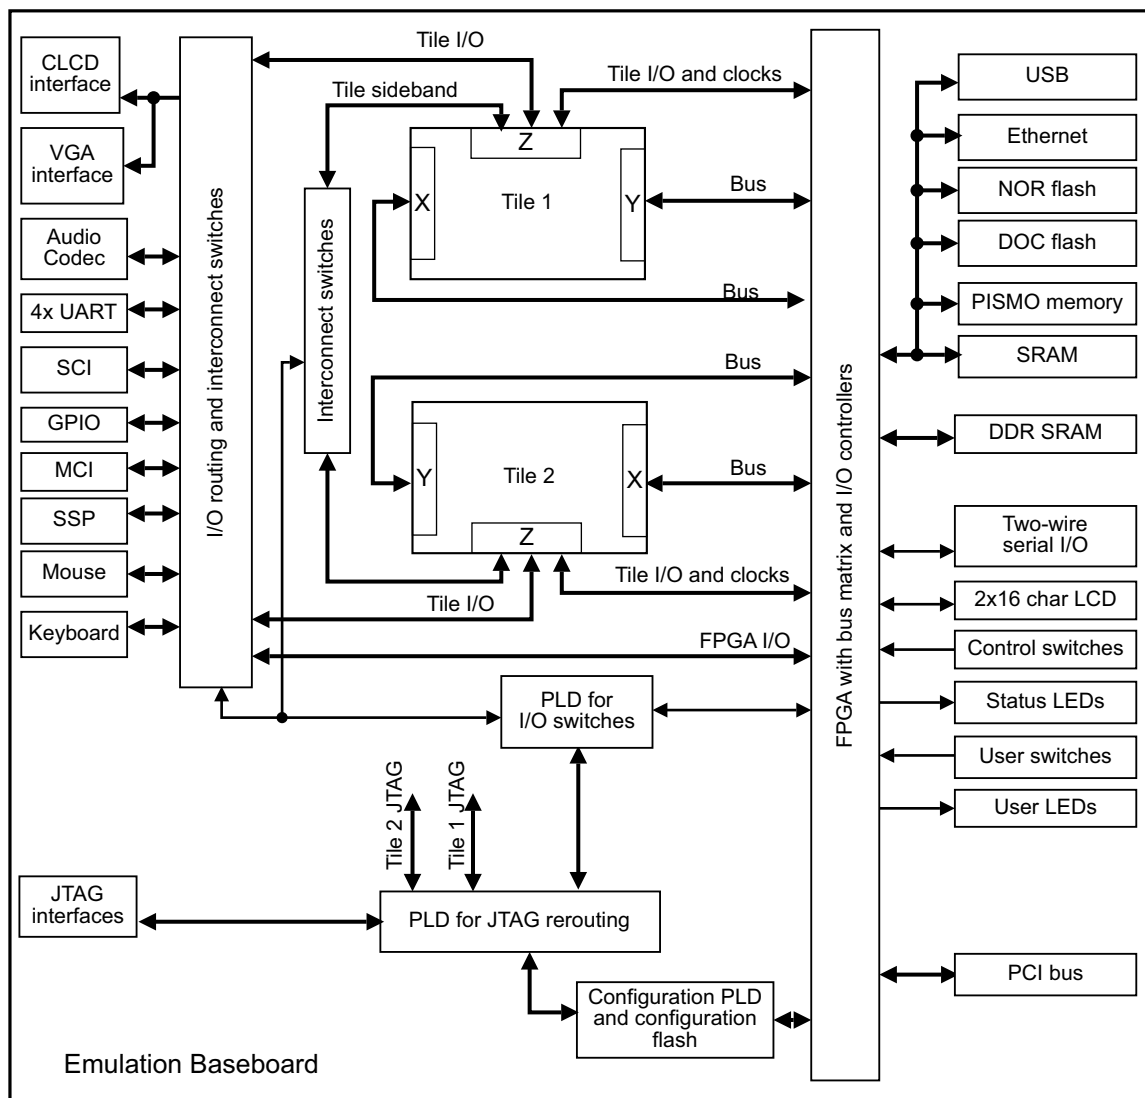 CLCD
interface
VGA
interface
Audio
Codec
4x UART
SCI
GPIO
MCI
SSP
Mouse
Keyboard
I/O routing and interconnect switches
Tile I/O
Tile sideband
Tile I/O and clocks
Interconnect switches
Z
X
Tile 1
Y
Bus
Bus
Bus
Y
Tile 2
X
Bus
Z
Tile I/O and clocks
Tile I/O
FPGA I/O
PLD for
I/O switches
Tile 2 JTAG
Tile 1 JTAG
JTAG
interfaces
PLD for JTAG rerouting
Configuration PLD
and configuration
flash
FPGA with bus matrix and I/O controllers
USB
Ethernet
NOR flash
DOC flash
PISMO memory
SRAM
DDR SRAM
Two-wire
serial I/O
2x16 char LCD
Control switches
Status LEDs
User switches
User LEDs
PCI bus
Emulation Baseboard